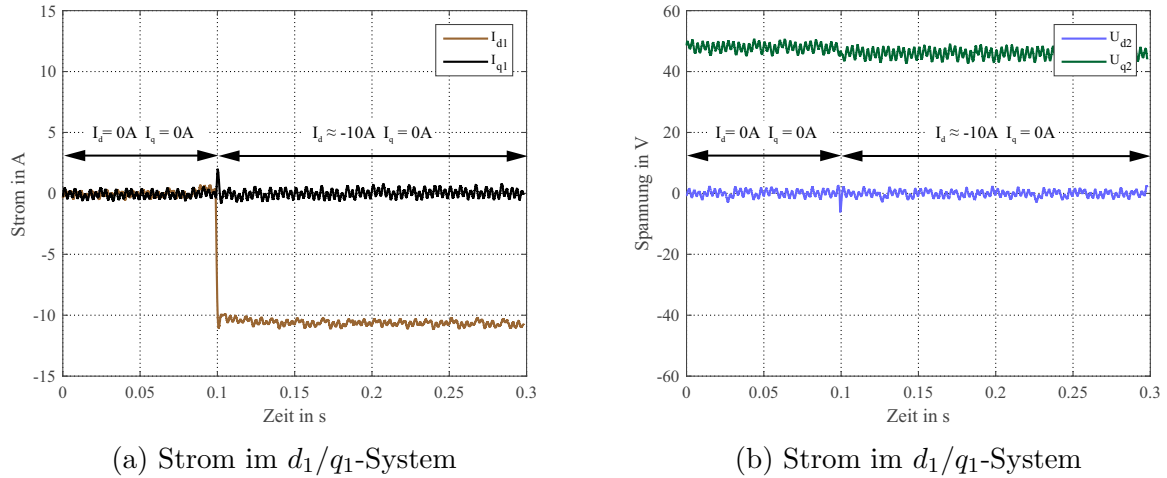 15
10
5
0
-5
-10
-15
Strom in A
I_d1
I_q1
I_d= 0A I_q = 0A
I_d ≈ -10A I_q = 0A
0 0.05 0.1 0.15 0.2 0.25 0.3
Zeit in s
(a) Strom im d_1/q_1-System
60
40
20
0
-20
-40
-60
Spannung in V
U_d2
U_q2
I_d= 0A I_q = 0A
I_d ≈ -10A I_q = 0A
0 0.05 0.1 0.15 0.2 0.25 0.3
Zeit in s
(b) Strom im d_1/q_1-System